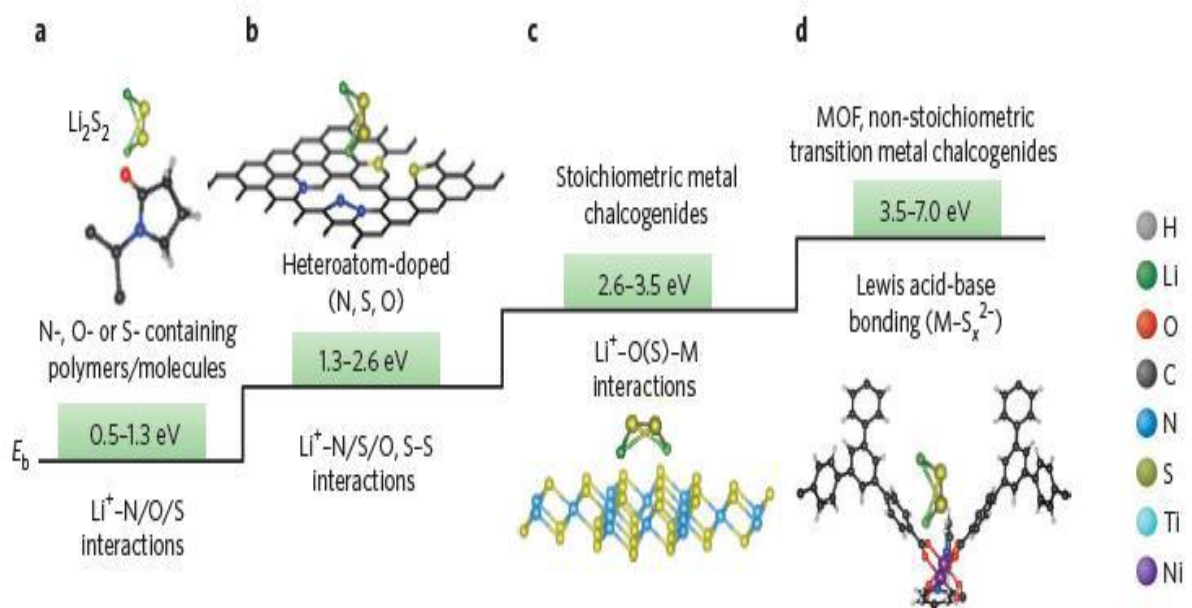 a
b
c
d
Li₂S₂
N-, O- or S- containing
polymers/molecules
0.5–1.3 eV
E_b
Li⁺–N/O/S
interactions
Heteroatom-doped
(N, S, O)
1.3–2.6 eV
Li⁺–N/S/O, S–S
interactions
Stoichiometric metal
chalcogenides
2.6–3.5 eV
Li⁺–O(S)–M
interactions
MOF, non-stoichiometric
transition metal chalcogenides
3.5–7.0 eV
Lewis acid-base
bonding (M–Sₓ²⁻)
H
Li
O
C
N
S
Ti
Ni